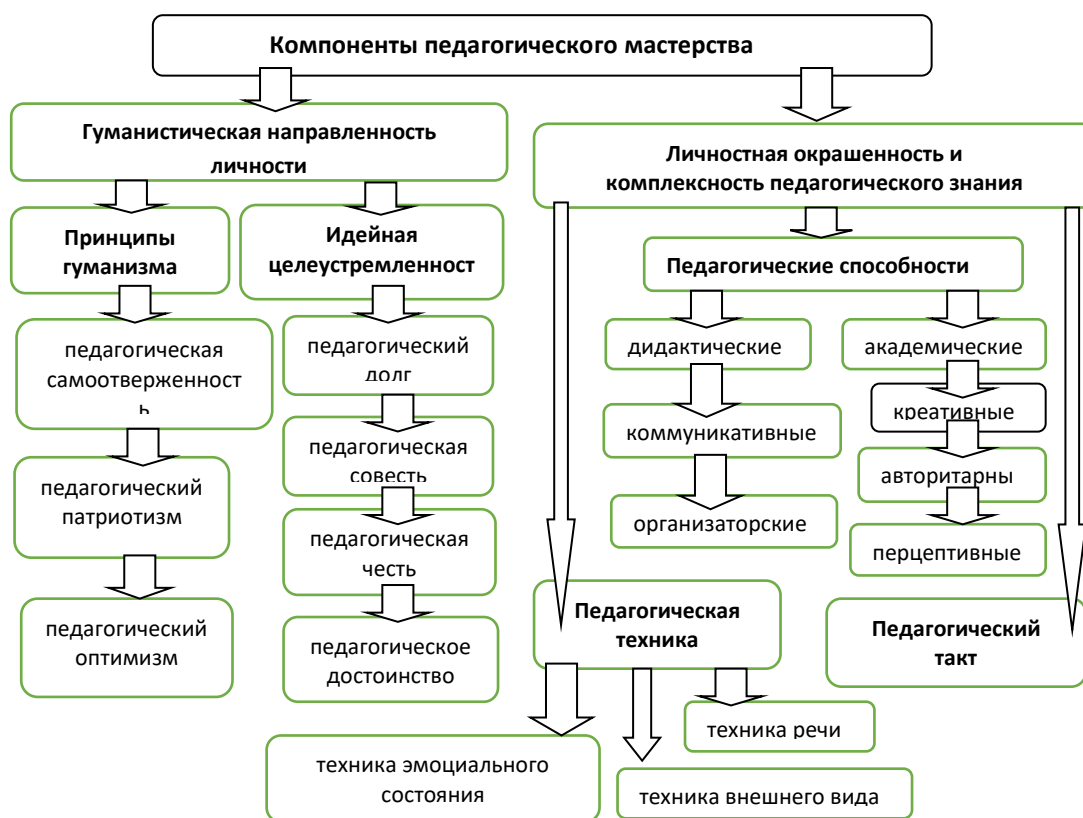 Компоненты педагогического мастерства
Гуманистическая направленность
личности
Личностная окрашенность и
комплексность педагогического знания
Принципы
гуманизма
Идейная
целеустремленност
Педагогические способности
педагогическая
самоотверженност
ь
педагогический
долг
дидактические
академические
креативные
педагогическая
совесть
коммуникативные
авторитарны
педагогический
патриотизм
педагогическая
честь
организаторские
перцептивные
педагогический
оптимизм
педагогическое
достоинство
Педагогическая
техника
Педагогический
такт
техника речи
техника эмоциального
состояния
техника внешнего вида